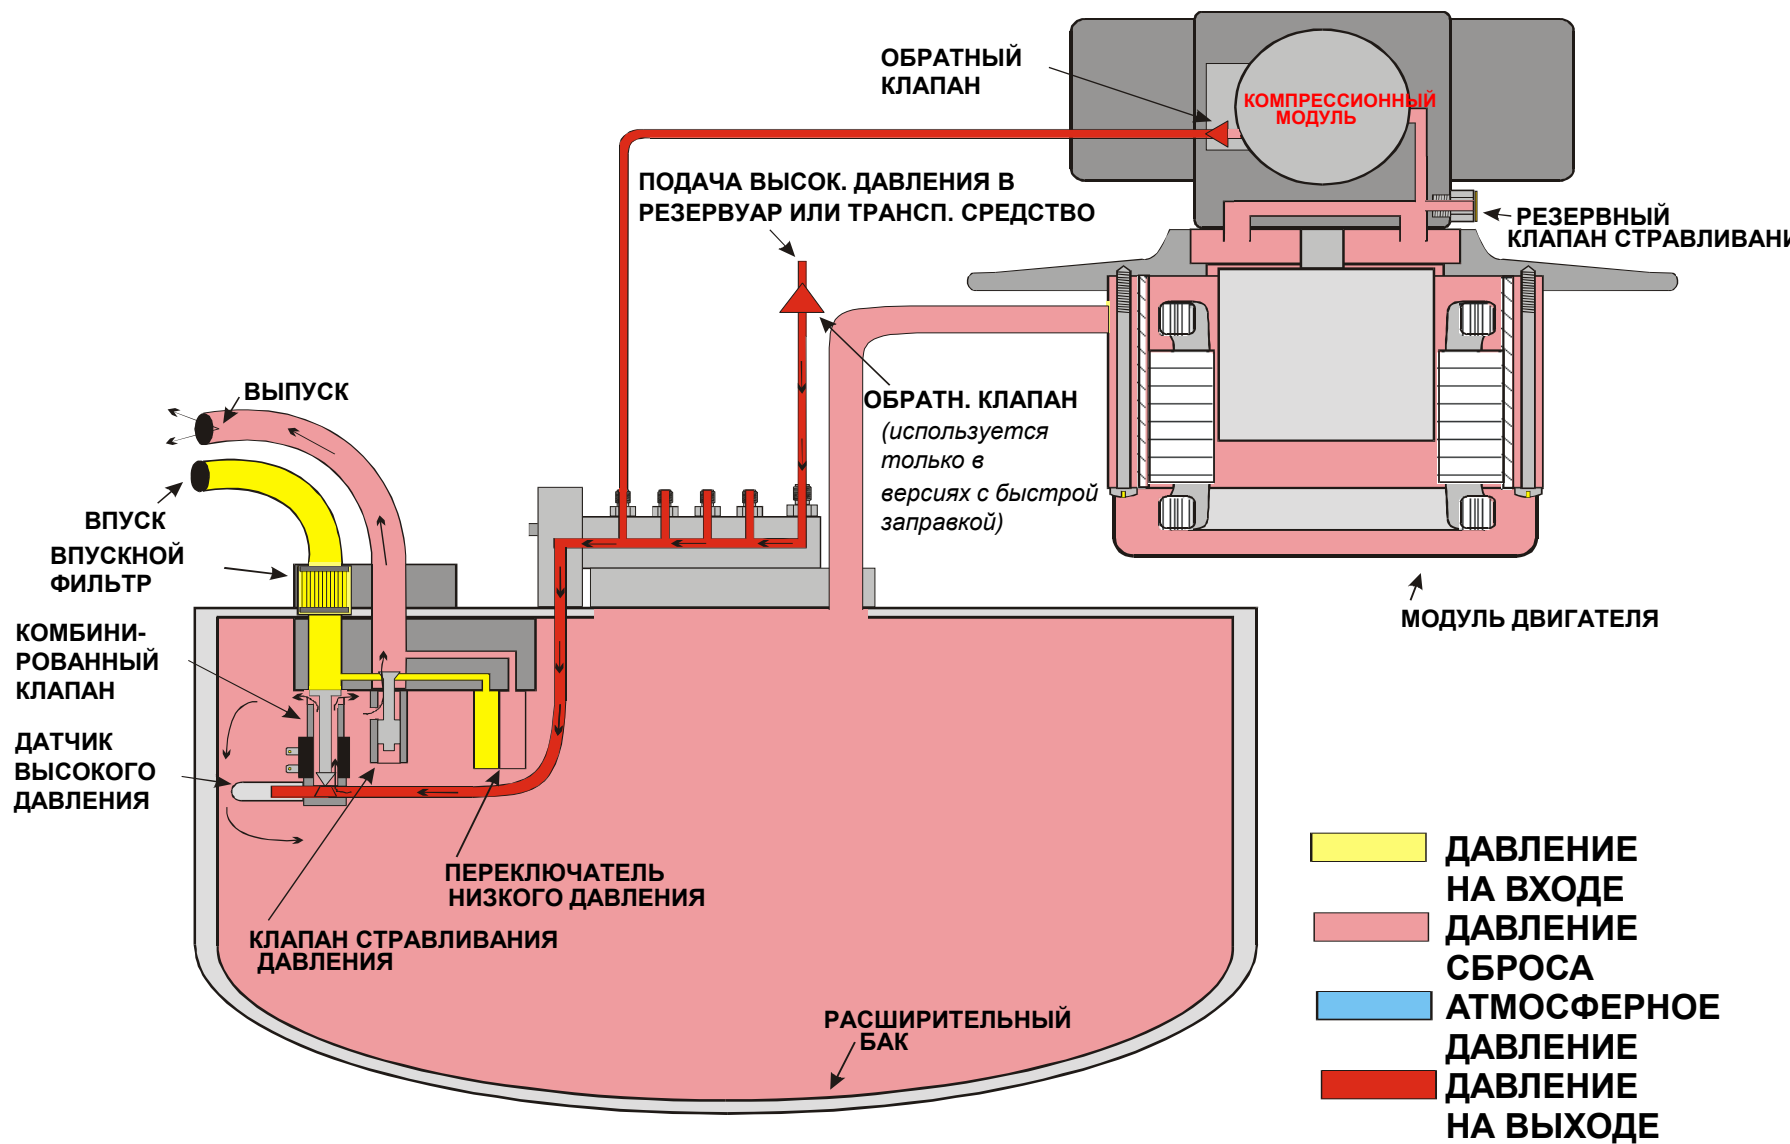 ОБРАТНЫЙ
КЛАПАН
КОМПРЕССИОННЫЙ
МОДУЛЬ
ПОДАЧА ВЫСОК. ДАВЛЕНИЯ В
РЕЗЕРВУАР ИЛИ ТРАНСП. СРЕДСТВО
РЕЗЕРВНЫЙ
КЛАПАН СТРАВЛИВАНИ
ВЫПУСК
ОБРАТН. КЛАПАН
(используется
только в
версиях с быстрой
заправкой)
ВПУСК
ВПУСКНОЙ
ФИЛЬТР
МОДУЛЬ ДВИГАТЕЛЯ
КОМБИНИ-
РОВАННЫЙ
КЛАПАН
ДАТЧИК
ВЫСОКОГО
ДАВЛЕНИЯ
ПЕРЕКЛЮЧАТЕЛЬ
НИЗКОГО ДАВЛЕНИЯ
КЛАПАН СТРАВЛИВАНИЯ
ДАВЛЕНИЯ
РАСШИРИТЕЛЬНЫЙ
БАК
ДАВЛЕНИЕ
НА ВХОДЕ
ДАВЛЕНИЕ
СБРОСА
АТМОСФЕРНОЕ
ДАВЛЕНИЕ
ДАВЛЕНИЕ
НА ВЫХОДЕ